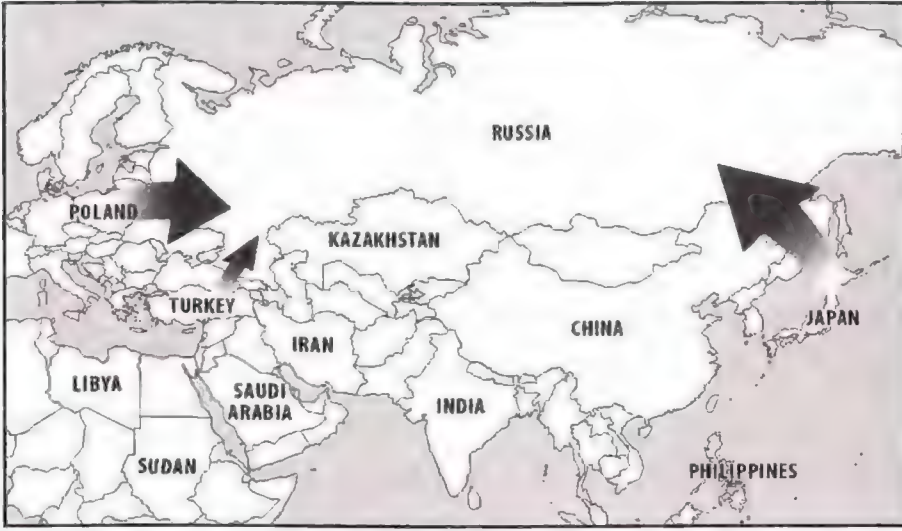 RUSSIA
POLAND
KAZAKHSTAN
TURKEY
IRAN
CHINA
JAPAN
LIBYA
SAUDI
ARABIA
INDIA
SUDAN
PHILIPPINES